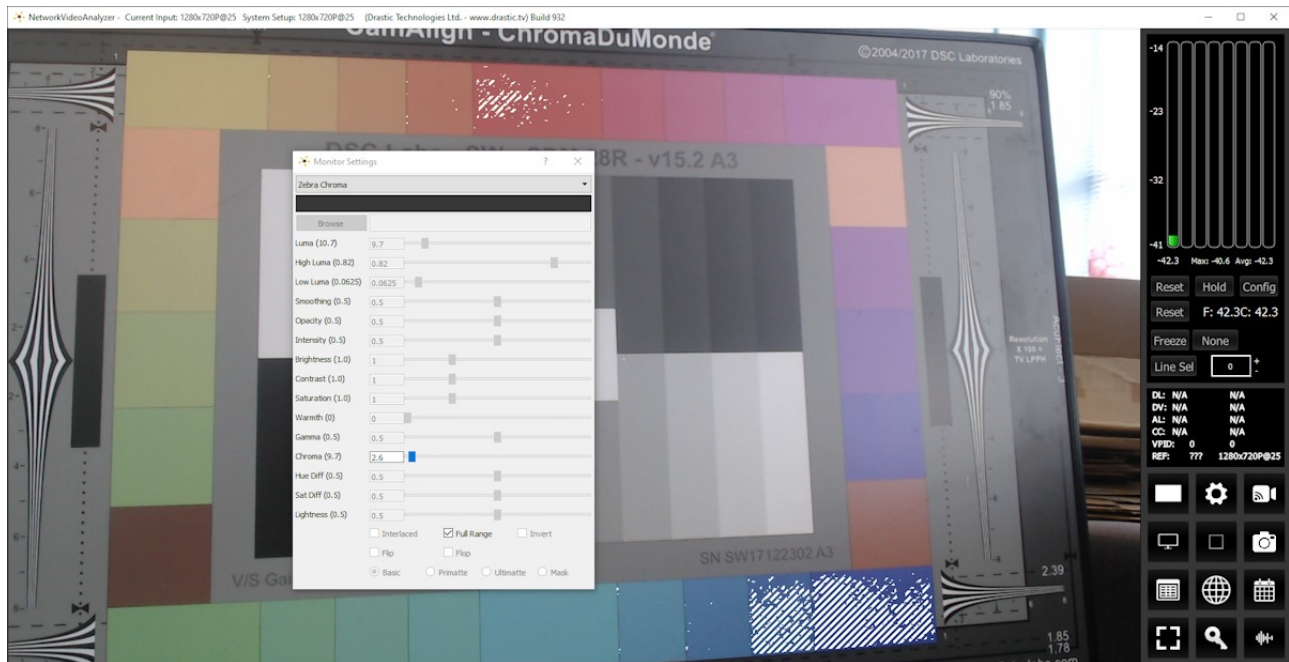 NetworkVideoAnalyzer - Current Input: 1280x720P@25 System Setup: 1280x720P@25 (Drastic Technologies Ltd. - www.drastic.tv) Build 932
CamAlign - ChromaDuMonde
©2004/2017 DSC Laboratories
90%
1.85
28R - v15.2 A3
Monitor Settings
Zebra Chroma
Browse
Luma (10.7) 9.7
High Luma (0.82) 0.82
Low Luma (0.0625) 0.0625
Smoothing (0.5) 0.5
Opacity (0.5) 0.5
Intensity (0.5) 0.5
Brightness (1.0) 1
Contrast (1.0) 1
Saturation (1.0) 1
Warmth (0) 0
Gamma (0.5) 0.5
Chroma (9.7) 2.6
Hue Diff (0.5) 0.5
Sat Diff (0.5) 0.5
Lightness (0.5) 0.5
Interlaced Full Range Invert
Flip Flop
Basic Primatte Ultimatte Mask
Resolution
X 100 =
TV LPPH
SN SW17122302 A3
V/S Ga
2.39
1.85
1.78
-14
-23
-32
-41
-42.3 Max: -40.6 Avg: -42.3
Reset Hold Config
Reset F: 42.3C: 42.3
Freeze None
Line Sel 0 + -
DL: N/A N/A
DV: N/A N/A
AL: N/A N/A
CC: N/A N/A
VPID: 0 0
REF: ??? 1280x720P@25